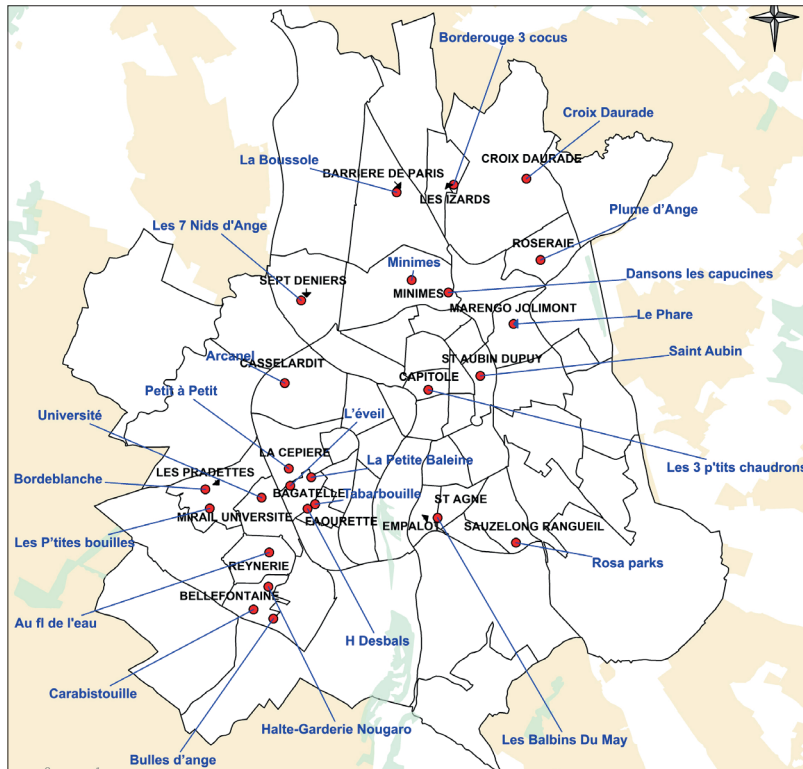 Borderouge 3 cocus
Croix Daurade
CROIX DAURADE
La Boussole
BARRIERE DE PARIS
LES IZARDS
Plume d'Ange
Les 7 Nids d'Ange
ROSERAIE
Minimes
SEPT DENIERS
MINIMES
Dansons les capucines
MARENGO JOLIMONT
Le Phare
Arcanel
CASSELARDIT
ST AUBIN DUPUY
Saint Aubin
CAPITOLE
Petit à Petit
Université
L'éveil
LA CEPIERE
La Petite Baleine
Les 3 p'tits chaudrons
LES PRADETTES
Bordeblanche
BAGATELLE
Tabarbouille
ST AGNE
MIRAIL UNIVERSITE
FAOURETTE
EMPALOT
SAUZELONG RANGUEIL
Les P'tites bouilles
Rosa parks
REYNERIE
BELLEFONTAINE
Au fl de l'eau
H Desbals
Carabistouille
Halte-Garderie Nougaro
Les Balbins Du May
Bulles d'ange